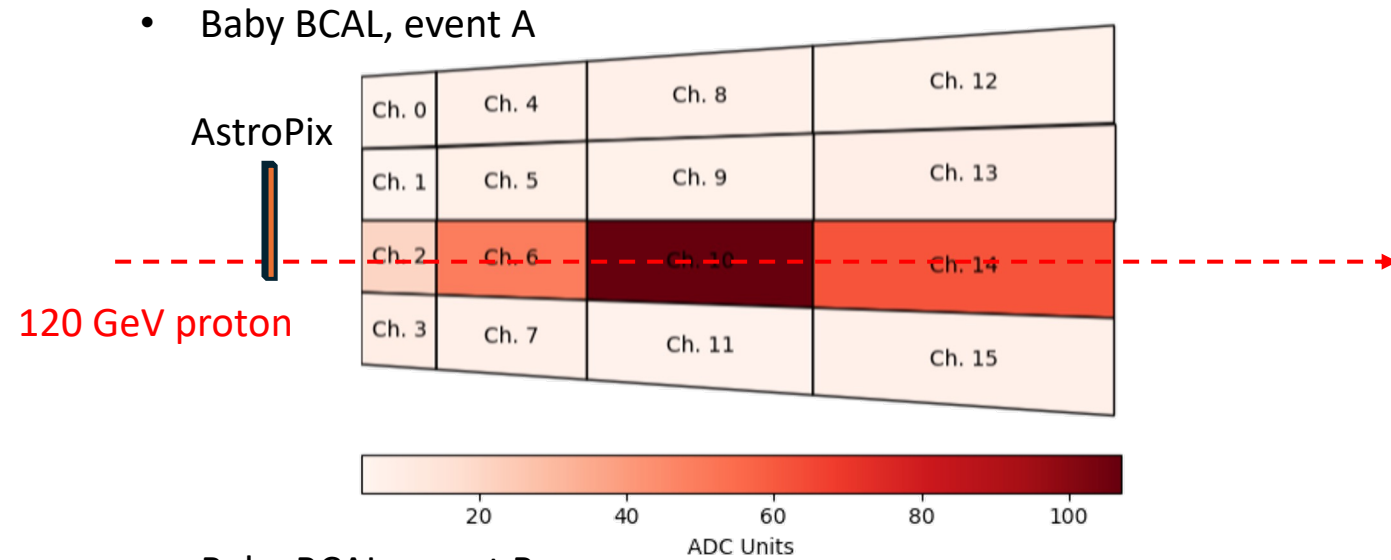 • Baby BCAL, event A
AstroPix
120 GeV proton
Ch. 0 Ch. 4 Ch. 8 Ch. 12
Ch. 1 Ch. 5 Ch. 9 Ch. 13
Ch. 2 Ch. 6 Ch. 10 Ch. 14
Ch. 3 Ch. 7 Ch. 11 Ch. 15
20 40 60 80 100
ADC Units